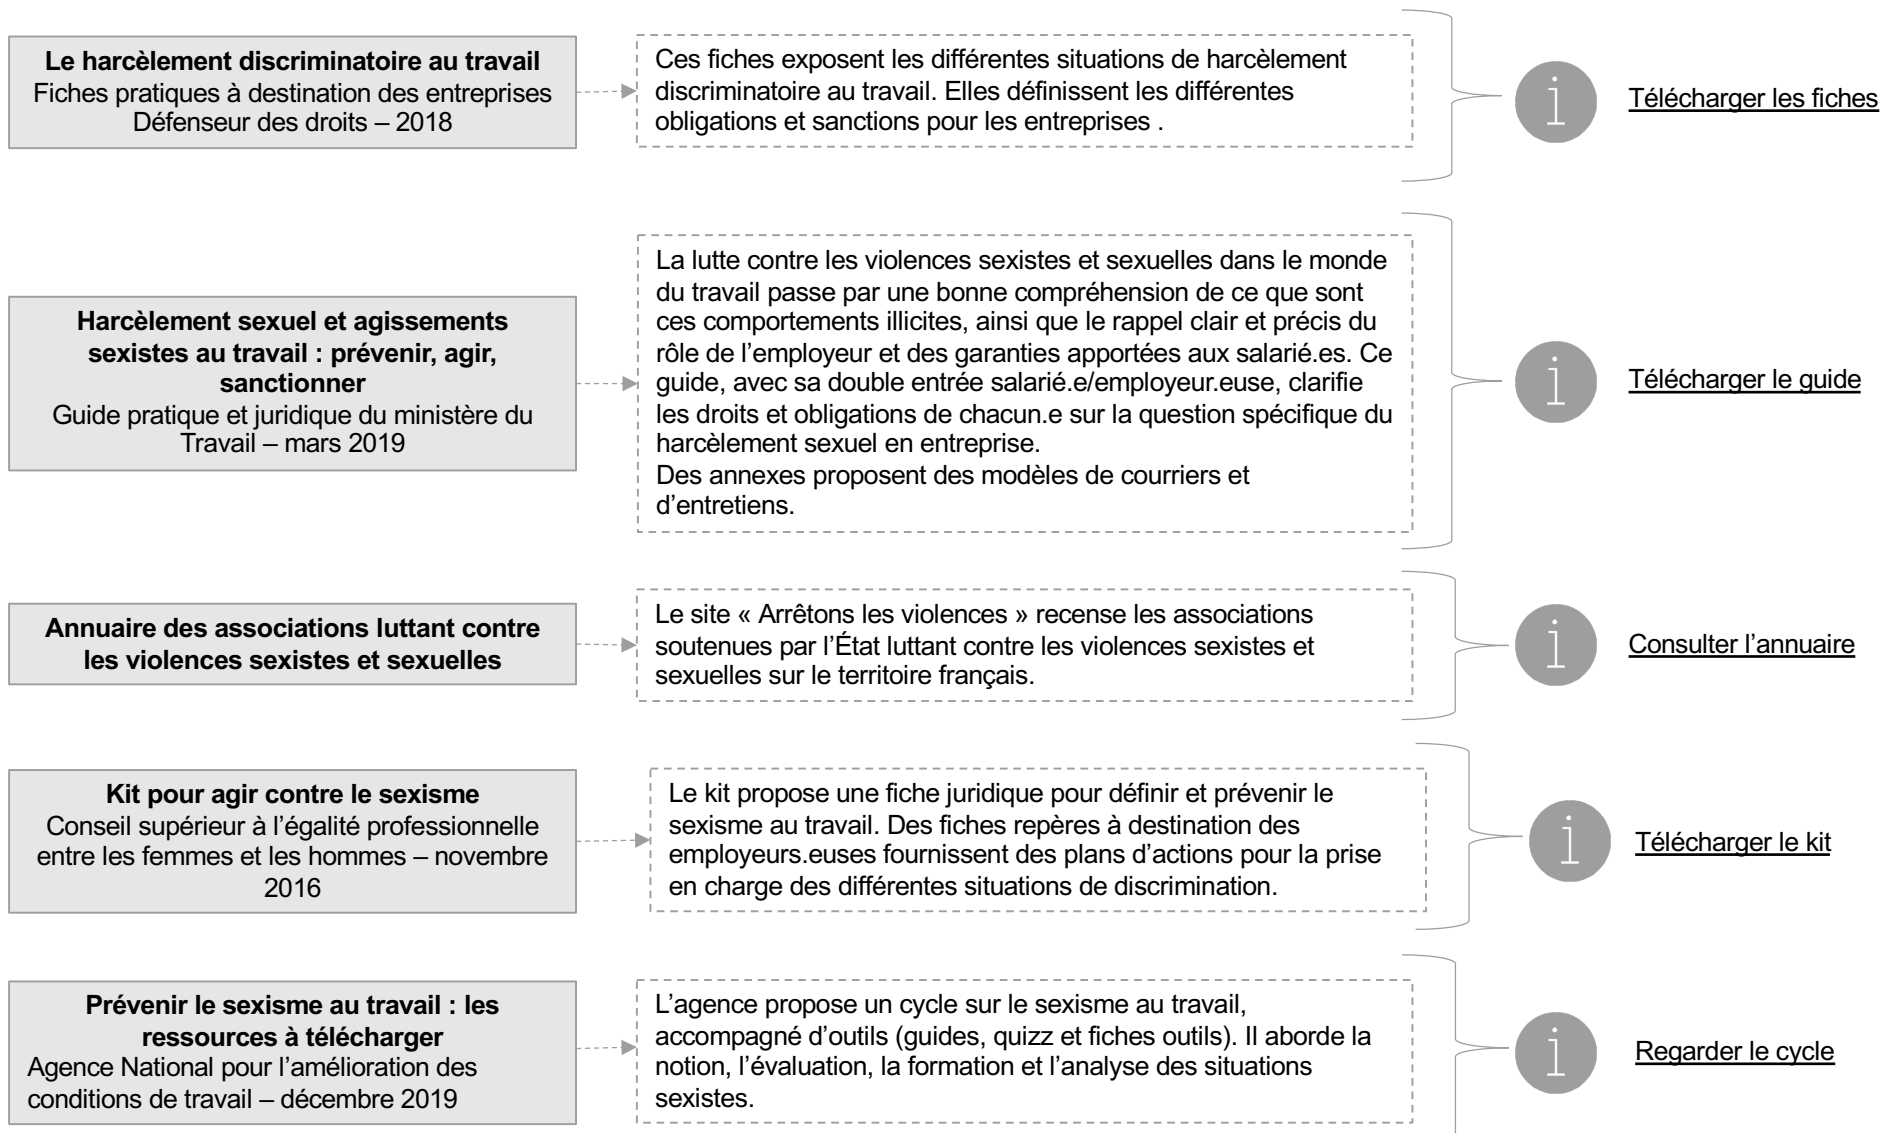 Le harcèlement discriminatoire au travail
Fiches pratiques à destination des entreprises
Défenseur des droits – 2018
Ces fiches exposent les différentes situations de harcèlement
discriminatoire au travail. Elles définissent les différentes
obligations et sanctions pour les entreprises .
Télécharger les fiches
Harcèlement sexuel et agissements
sexistes au travail : prévenir, agir,
sanctionner
Guide pratique et juridique du ministère du
Travail – mars 2019
La lutte contre les violences sexistes et sexuelles dans le monde
du travail passe par une bonne compréhension de ce que sont
ces comportements illicites, ainsi que le rappel clair et précis du
rôle de l’employeur et des garanties apportées aux salarié.es. Ce
guide, avec sa double entrée salarié.e/employeur.euse, clarifie
les droits et obligations de chacun.e sur la question spécifique du
harcèlement sexuel en entreprise.
Des annexes proposent des modèles de courriers et
d’entretiens.
Télécharger le guide
Annuaire des associations luttant contre
les violences sexistes et sexuelles
Le site « Arrêtons les violences » recense les associations
soutenues par l’État luttant contre les violences sexistes et
sexuelles sur le territoire français.
Consulter l’annuaire
Kit pour agir contre le sexisme
Conseil supérieur à l’égalité professionnelle
entre les femmes et les hommes – novembre
2016
Le kit propose une fiche juridique pour définir et prévenir le
sexisme au travail. Des fiches repères à destination des
employeurs.euses fournissent des plans d’actions pour la prise
en charge des différentes situations de discrimination.
Télécharger le kit
Prévenir le sexisme au travail : les
ressources à télécharger
Agence National pour l’amélioration des
conditions de travail – décembre 2019
L’agence propose un cycle sur le sexisme au travail,
accompagné d’outils (guides, quizz et fiches outils). Il aborde la
notion, l’évaluation, la formation et l’analyse des situations
sexistes.
Regarder le cycle